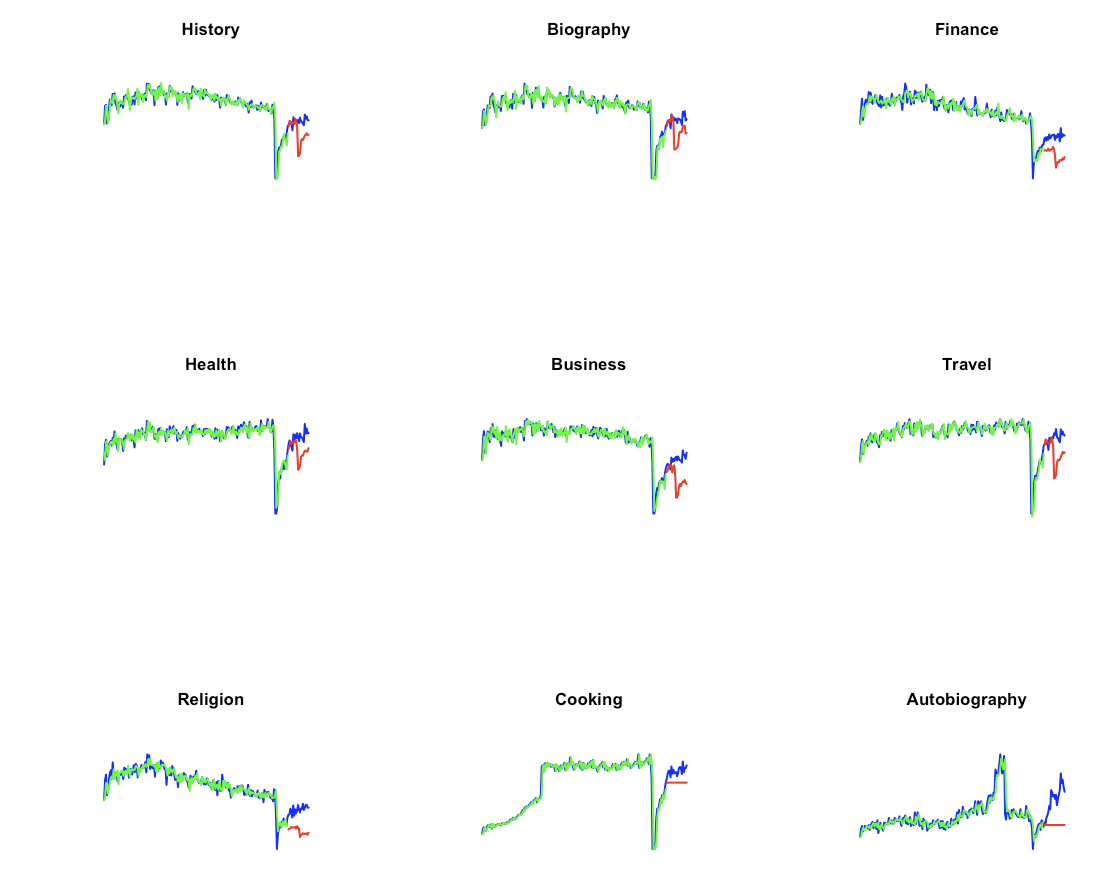 History
Biography
Finance
Health
Business
Travel
Religion
Cooking
Autobiography